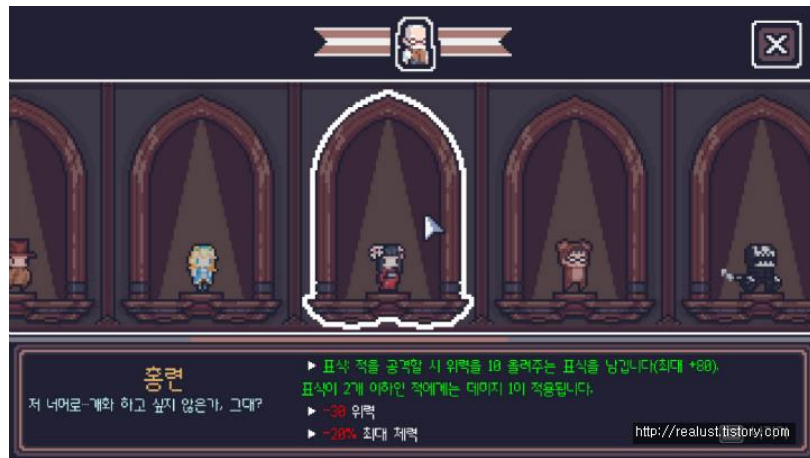 홍련
저 너머로-개화 하고 싶지 않은가, 그대?
▶ 표식: 적을 공격할 시 위력을 10 올려주는 표식을 남깁니다(최대 +80).
표식이 2개 이하인 적에게는 데미지 1이 적용됩니다.
▶ -30 위력
▶ -20% 최대 체력
http://realust.tistory.com